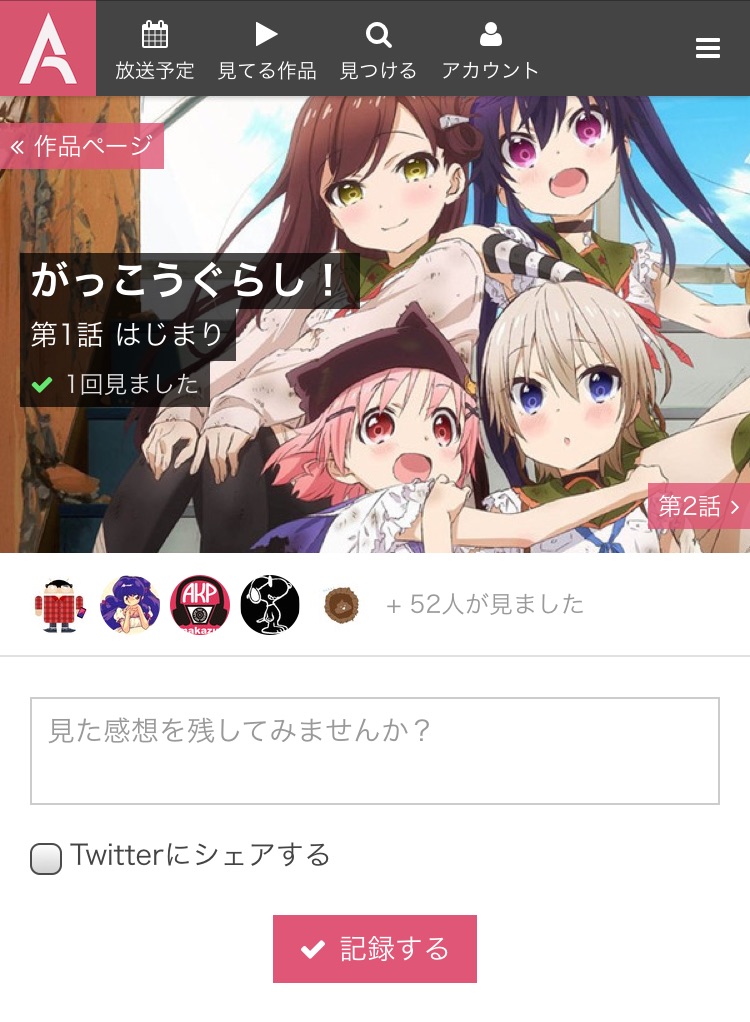 放送予定 見てる作品 見つける アカウント
« 作品ページ
がっこうぐらし！
第1話 はじまり
1回見ました
第2話 ›
AKP
+ 52人が見ました
見た感想を残してみませんか？
Twitterにシェアする
記録する